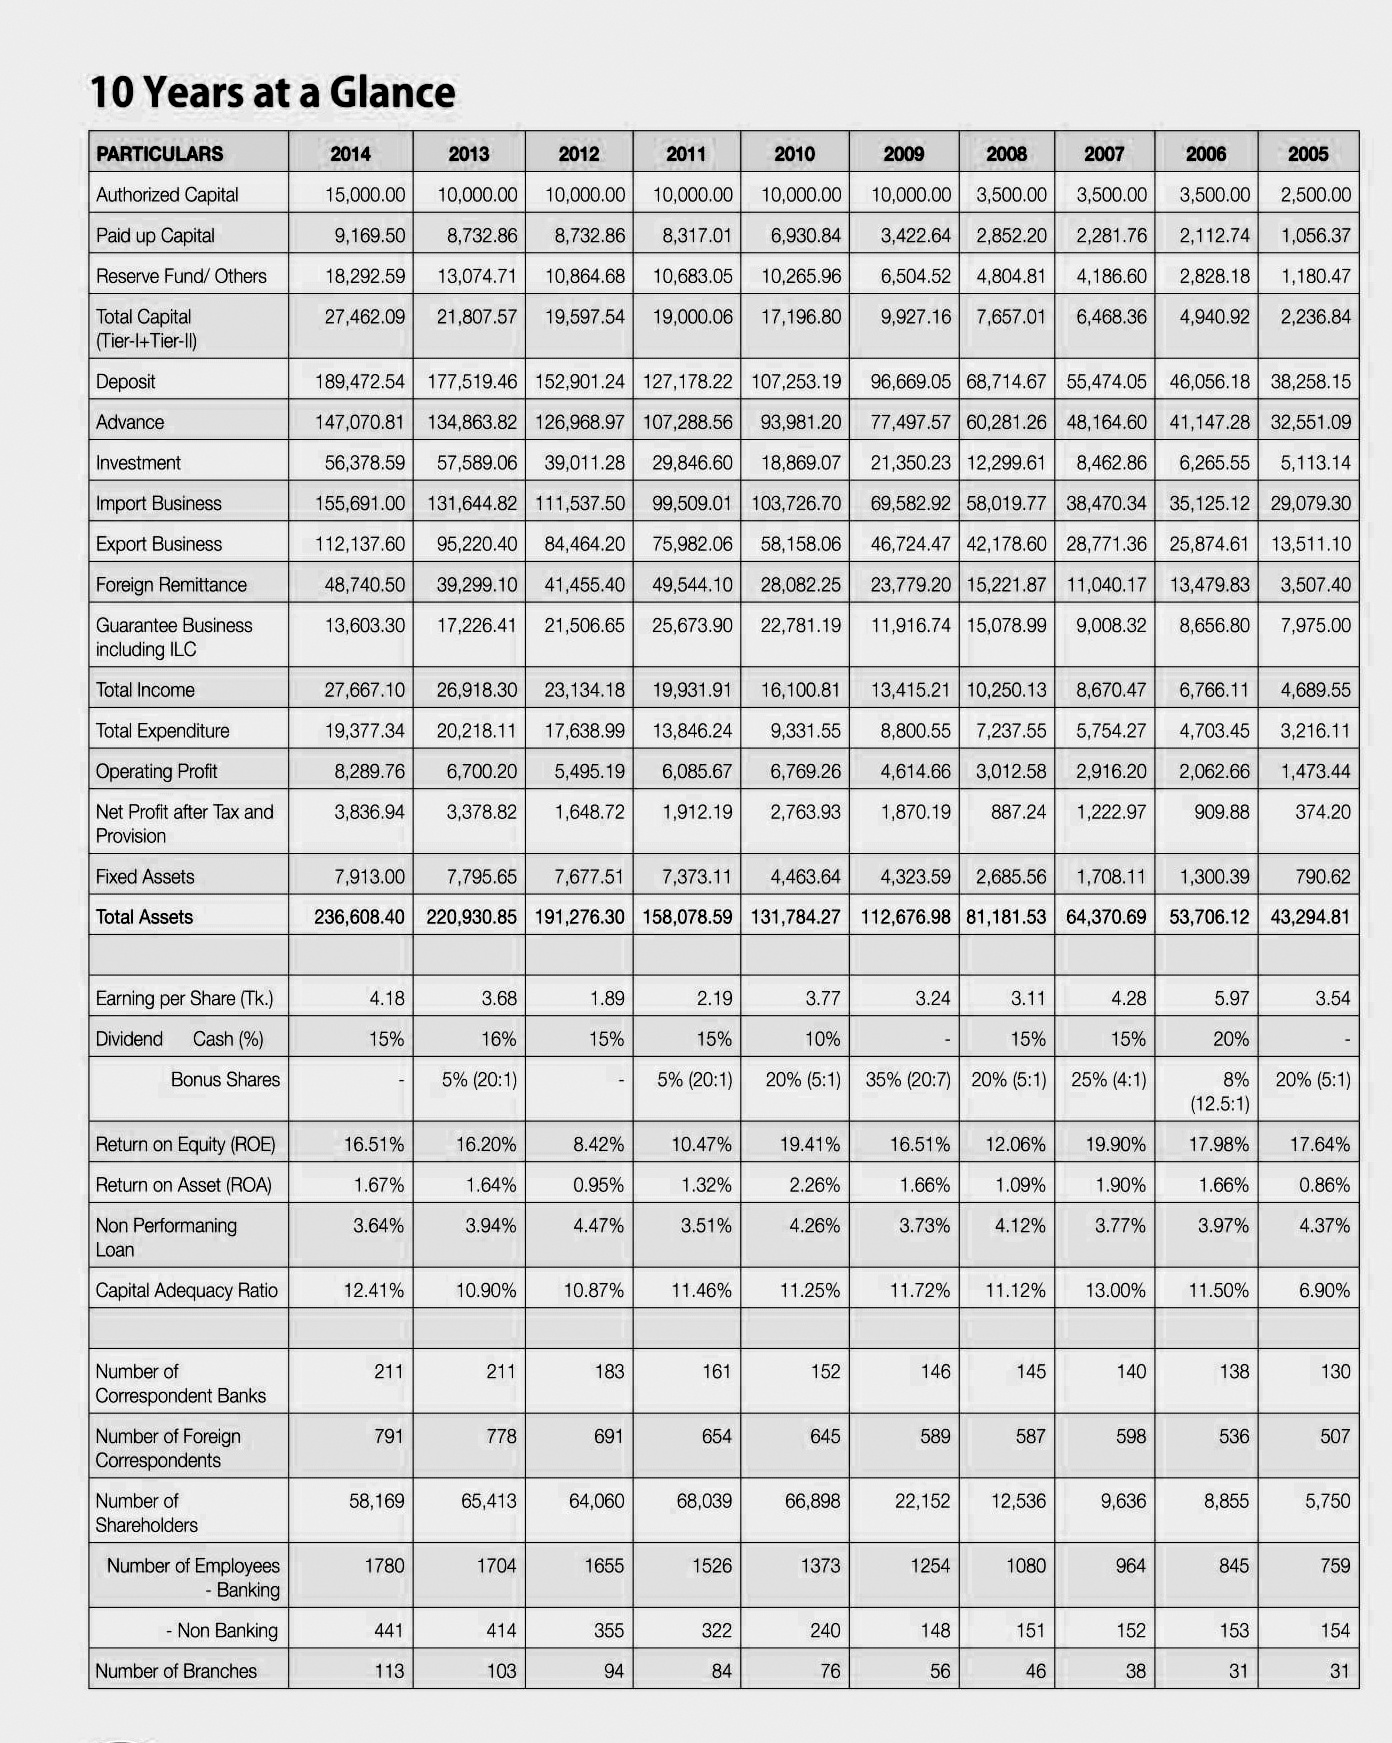 10 Years at a Glance
PARTICULARS 2014 2013 2012 2011 2010 2009 2008 2007 2006 2005
Authorized Capital 15,000.00 10,000.00 10,000.00 10,000.00 10,000.00 10,000.00 3,500.00 3,500.00 3,500.00 2,500.00
Paid up Capital 9,169.50 8,732.86 8,732.86 8,317.01 6,930.84 3,422.64 2,852.20 2,281.76 2,112.74 1,056.37
Reserve Fund/ Others 18,292.59 13,074.71 10,864.68 10,683.05 10,265.96 6,504.52 4,804.81 4,186.60 2,828.18 1,180.47
Total Capital 27,462.09 21,807.57 19,597.54 19,000.06 17,196.80 9,927.16 7,657.01 6,468.36 4,940.92 2,236.84
(Tier-I+Tier-II)
Deposit 189,472.54 177,519.46 152,901.24 127,178.22 107,253.19 96,669.05 68,714.67 55,474.05 46,056.18 38,258.15
Advance 147,070.81 134,863.82 126,968.97 107,288.56 93,981.20 77,497.57 60,281.26 48,164.60 41,147.28 32,551.09
Investment 56,378.59 57,589.06 39,011.28 29,846.60 18,869.07 21,350.23 12,299.61 8,462.86 6,265.55 5,113.14
Import Business 155,691.00 131,644.82 111,537.50 99,509.01 103,726.70 69,582.92 58,019.77 38,470.34 35,125.12 29,079.30
Export Business 112,137.60 95,220.40 84,464.20 75,982.06 58,158.06 46,724.47 42,178.60 28,771.36 25,874.61 13,511.10
Foreign Remittance 48,740.50 39,299.10 41,455.40 49,544.10 28,082.25 23,779.20 15,221.87 11,040.17 13,479.83 3,507.40
Guarantee Business 13,603.30 17,226.41 21,506.65 25,673.90 22,781.19 11,916.74 15,078.99 9,008.32 8,656.80 7,975.00
including ILC
Total Income 27,667.10 26,918.30 23,134.18 19,931.91 16,100.81 13,415.21 10,250.13 8,670.47 6,766.11 4,689.55
Total Expenditure 19,377.34 20,218.11 17,638.99 13,846.24 9,331.55 8,800.55 7,237.55 5,754.27 4,703.45 3,216.11
Operating Profit 8,289.76 6,700.20 5,495.19 6,085.67 6,769.26 4,614.66 3,012.58 2,916.20 2,062.66 1,473.44
Net Profit after Tax and 3,836.94 3,378.82 1,648.72 1,912.19 2,763.93 1,870.19 887.24 1,222.97 909.88 374.20
Provision
Fixed Assets 7,913.00 7,795.65 7,677.51 7,373.11 4,463.64 4,323.59 2,685.56 1,708.11 1,300.39 790.62
Total Assets 236,608.40 220,930.85 191,276.30 158,078.59 131,784.27 112,676.98 81,181.53 64,370.69 53,706.12 43,294.81
Earning per Share (Tk.) 4.18 3.68 1.89 2.19 3.77 3.24 3.11 4.28 5.97 3.54
Dividend Cash (%) 15% 16% 15% 15% 10% - 15% 15% 20% -
Bonus Shares - 5% (20:1) - 5% (20:1) 20% (5:1) 35% (20:7) 20% (5:1) 25% (4:1) 8% 20% (5:1)
(12.5:1)
Return on Equity (ROE) 16.51% 16.20% 8.42% 10.47% 19.41% 16.51% 12.06% 19.90% 17.98% 17.64%
Return on Asset (ROA) 1.67% 1.64% 0.95% 1.32% 2.26% 1.66% 1.09% 1.90% 1.66% 0.86%
Non Performaning 3.64% 3.94% 4.47% 3.51% 4.26% 3.73% 4.12% 3.77% 3.97% 4.37%
Loan
Capital Adequacy Ratio 12.41% 10.90% 10.87% 11.46% 11.25% 11.72% 11.12% 13.00% 11.50% 6.90%
Number of 211 211 183 161 152 146 145 140 138 130
Correspondent Banks
Number of Foreign 791 778 691 654 645 589 587 598 536 507
Correspondents
Number of 58,169 65,413 64,060 68,039 66,898 22,152 12,536 9,636 8,855 5,750
Shareholders
Number of Employees 1780 1704 1655 1526 1373 1254 1080 964 845 759
- Banking
- Non Banking 441 414 355 322 240 148 151 152 153 154
Number of Branches 113 103 94 84 76 56 46 38 31 31